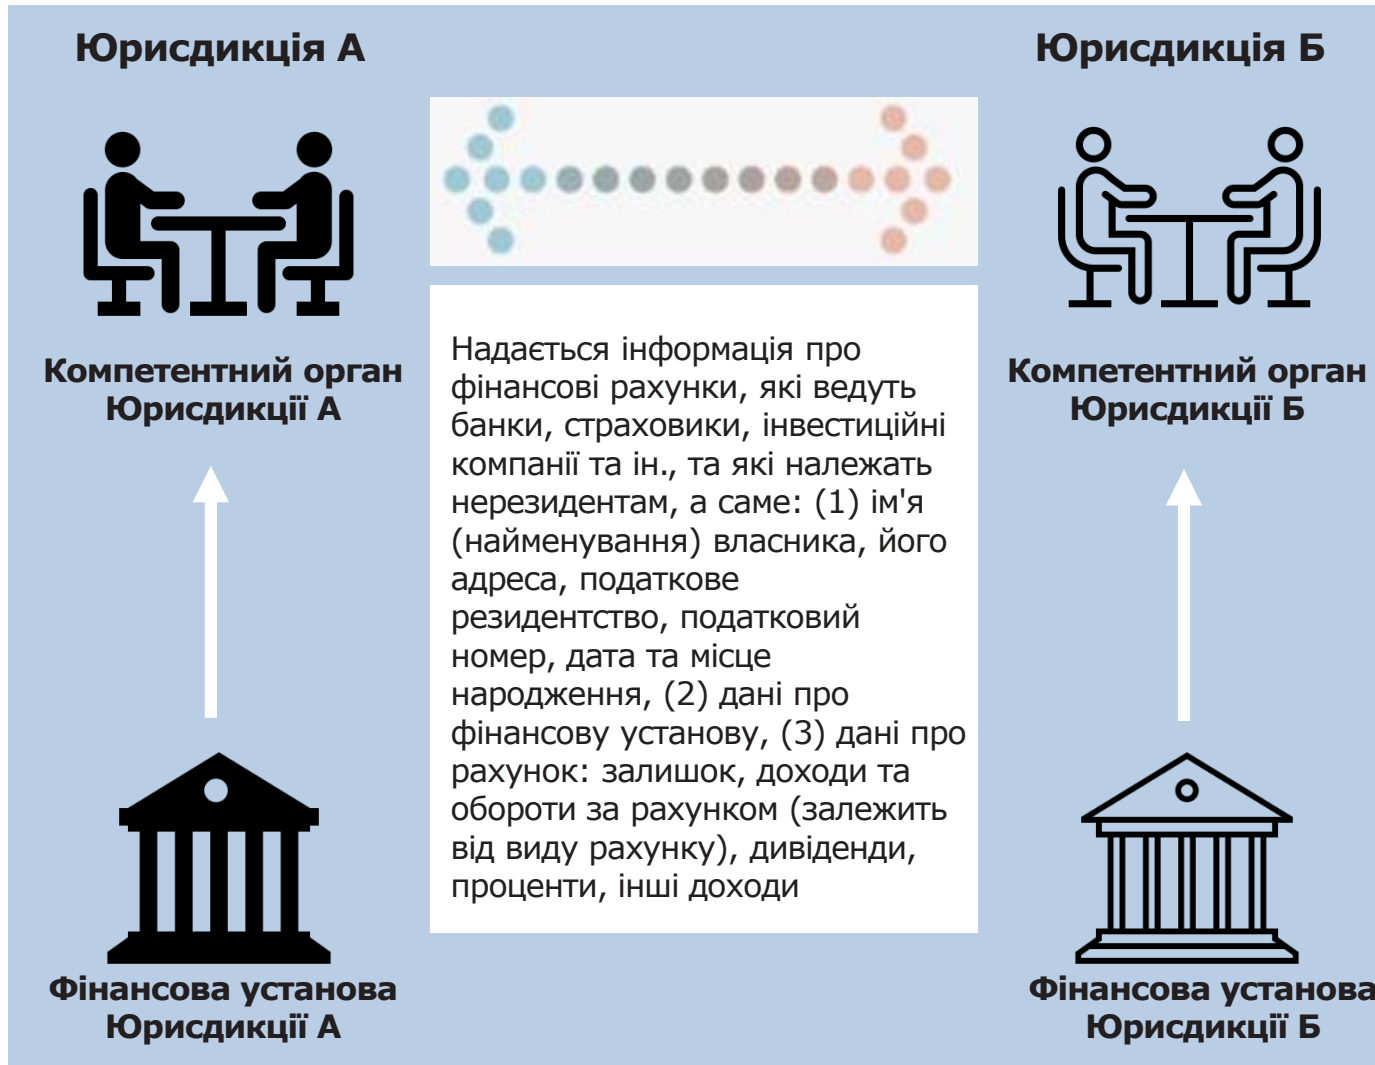 Юрисдикція А
Юрисдикція Б
Компетентний орган
Юрисдикції А
Надається інформація про
фінансові рахунки, які ведуть
банки, страховики, інвестиційні
компанії та ін., та які належать
нерезидентам, а саме: (1) ім'я
(найменування) власника, його
адреса, податкове
резидентство, податковий
номер, дата та місце
народження, (2) дані про
фінансову установу, (3) дані про
рахунок: залишок, доходи та
обороти за рахунком (залежить
від виду рахунку), дивіденди,
проценти, інші доходи
Компетентний орган
Юрисдикції Б
Фінансова установа
Юрисдикції А
Фінансова установа
Юрисдикції Б